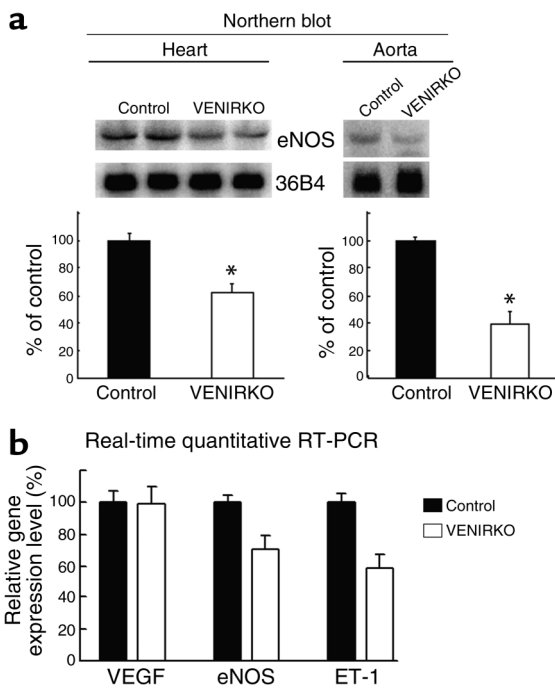 a
Northern blot
Heart
Aorta
Control VENIRKO
Control VENIRKO
eNOS
36B4
% of control
100
80
60
40
20
0
*
Control VENIRKO
% of control
100
80
60
40
20
0
*
Control VENIRKO
b Real-time quantitative RT-PCR
Relative gene
expression level (%)
100
80
60
40
20
0
VEGF eNOS ET-1
Control
VENIRKO